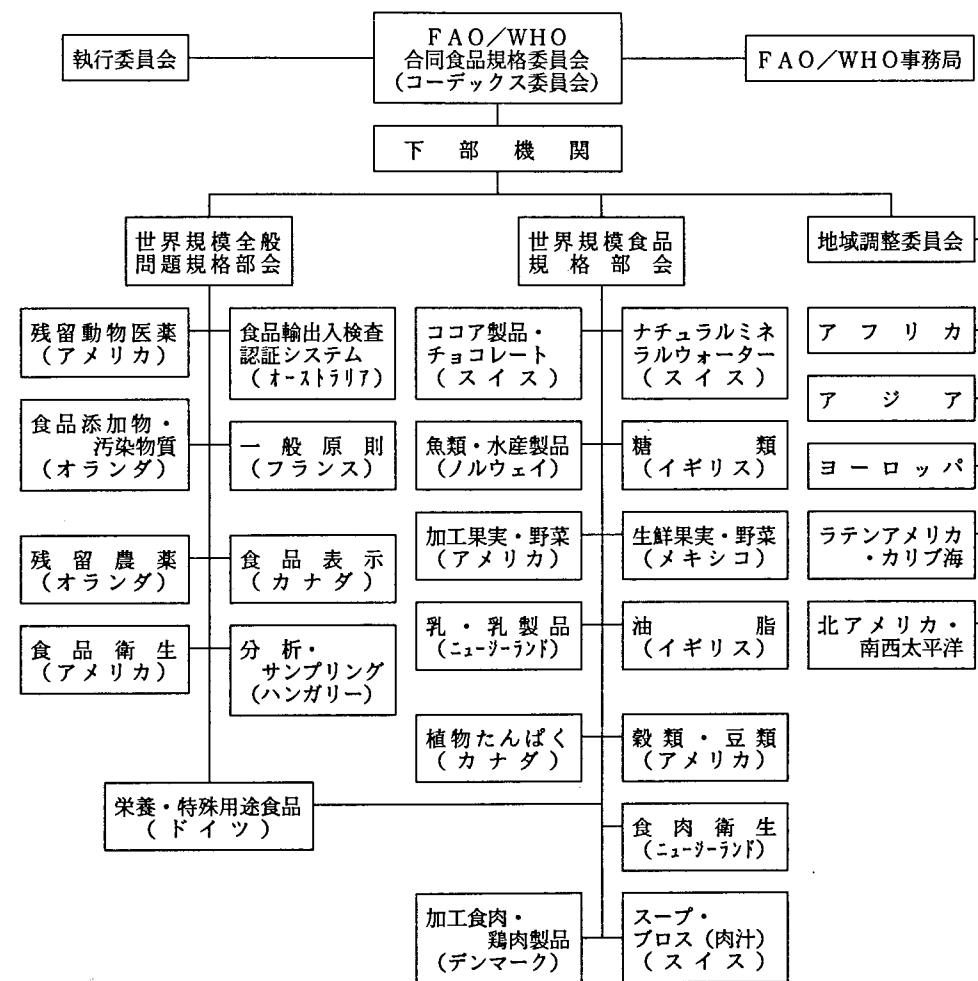 執行委員会
FAO/WHO
合同食品規格委員会
(コーデックス委員会)
FAO/WHO事務局
下部機関
世界規模全般
問題規格部会
世界規模食品
規格部会
地域調整委員会
残留動物医薬
(アメリカ)
食品輸出入検査
認証システム
(オーストラリア)
ココア製品・
チョコレート
(スイス)
ナチュラルミネ
ラルウォーター
(スイス)
アフリカ
食品添加物・
汚染物質
(オランダ)
一般原則
(フランス)
魚類・水産製品
(ノルウェイ)
糖類
(イギリス)
アジア
ヨーロッパ
残留農薬
(オランダ)
食品表示
(カナダ)
加工果実・野菜
(アメリカ)
生鮮果実・野菜
(メキシコ)
ラテンアメリカ
・カリブ海
食品衛生
(アメリカ)
分析・
サンプリング
(ハンガリー)
乳・乳製品
(ニュージーランド)
油脂
(イギリス)
北アメリカ・
南西太平洋
植物たんぱく
(カナダ)
穀類・豆類
(アメリカ)
栄養・特殊用途食品
(ドイツ)
食肉衛生
(ニュージーランド)
加工食肉・
鶏肉製品
(デンマーク)
スープ・
ブロス(肉汁)
(スイス)